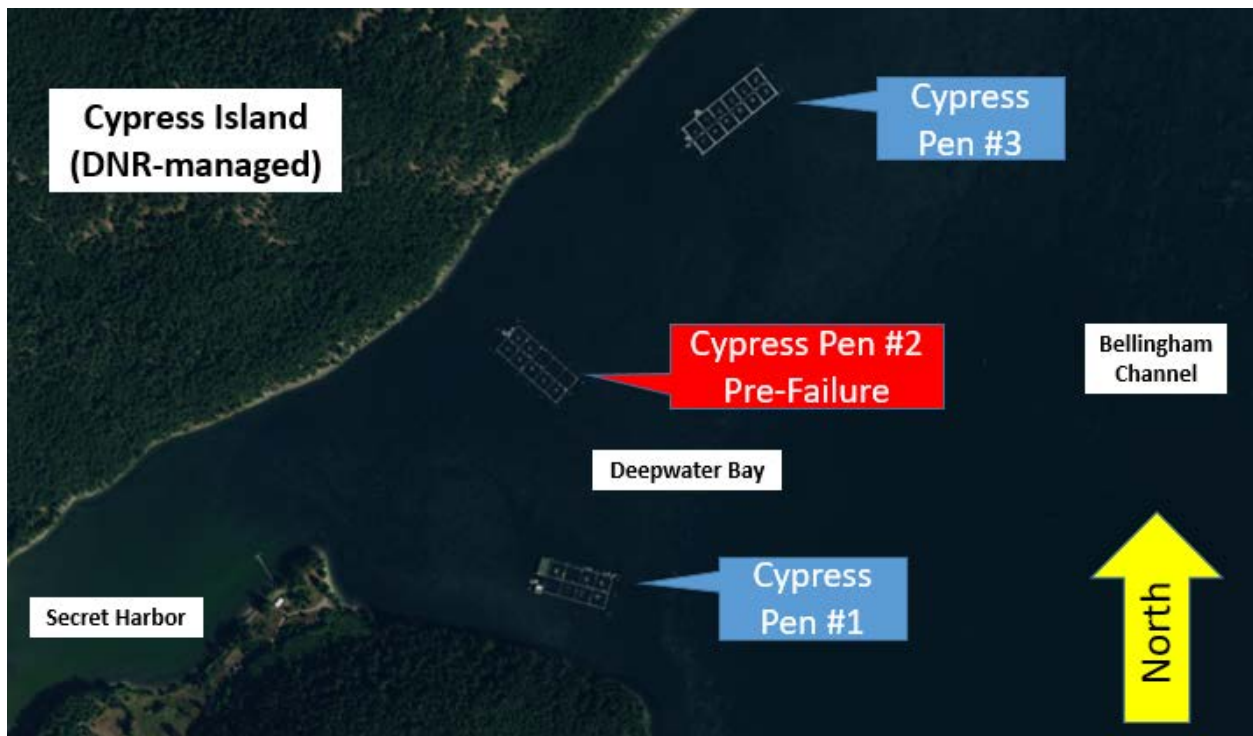 Cypress Island
(DNR-managed)
Cypress
Pen #3
Cypress Pen #2
Pre-Failure
Bellingham
Channel
Deepwater Bay
Cypress
Pen #1
Secret Harbor
North